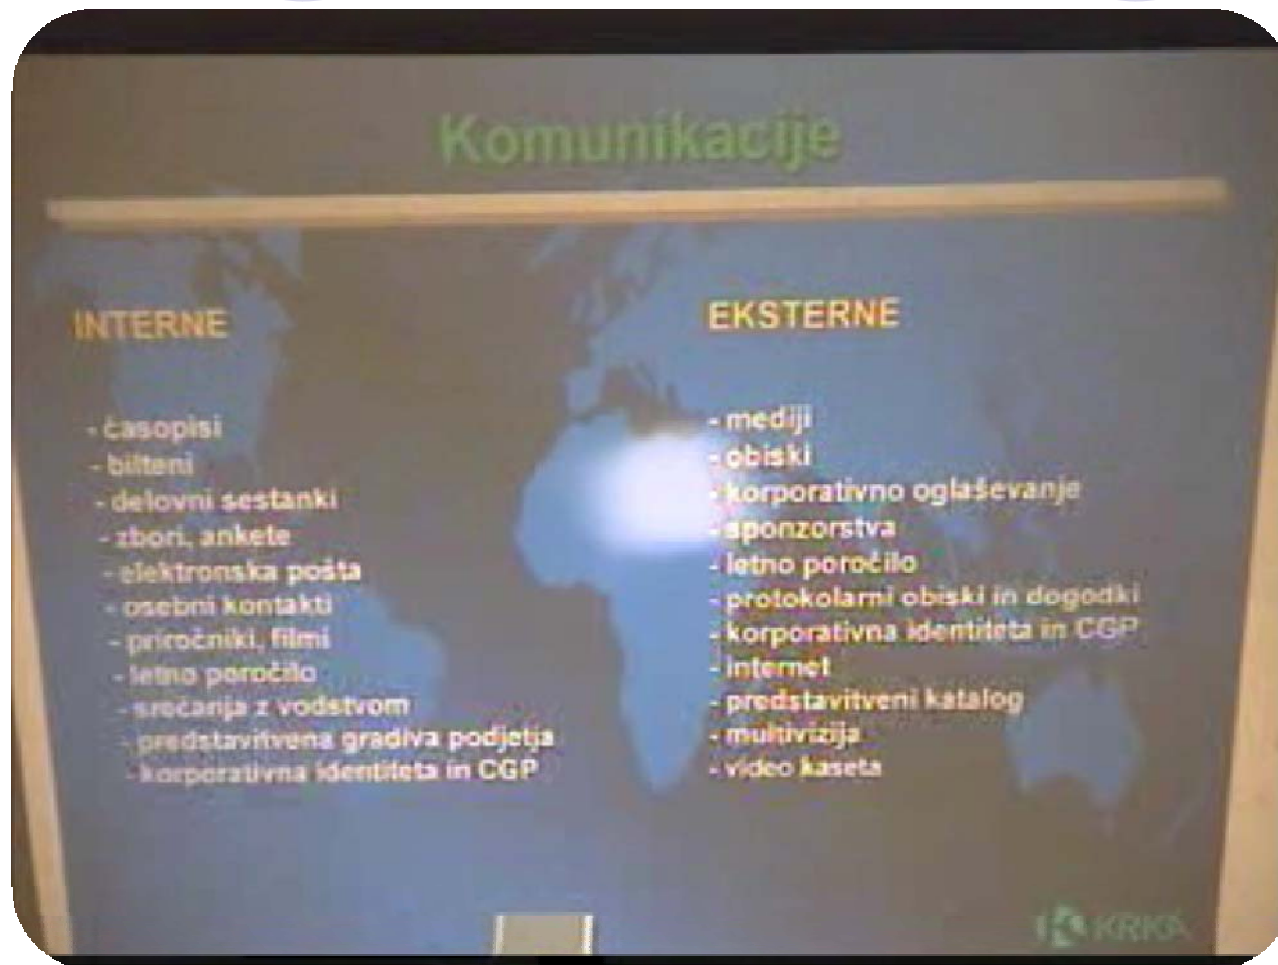 Komunikacije
INTERNE
- časopisi
- bilteni
- delovni sestanki
- zbori, ankete
- elektronska pošta
- osebni kontakti
- priročniki, filmi
- letno poročilo
- srečanja z vodstvom
- predstavitvena gradiva podjetja
- korporativna identiteta in CGP
EKSTERNE
- mediji
- obiski
- korporativno oglaševanje
- sponzorstva
- letno poročilo
- protokolarni obiski in dogodki
- korporativna identiteta in CGP
- internet
- predstavitveni katalog
- multivizija
- video kaseta
KRKA